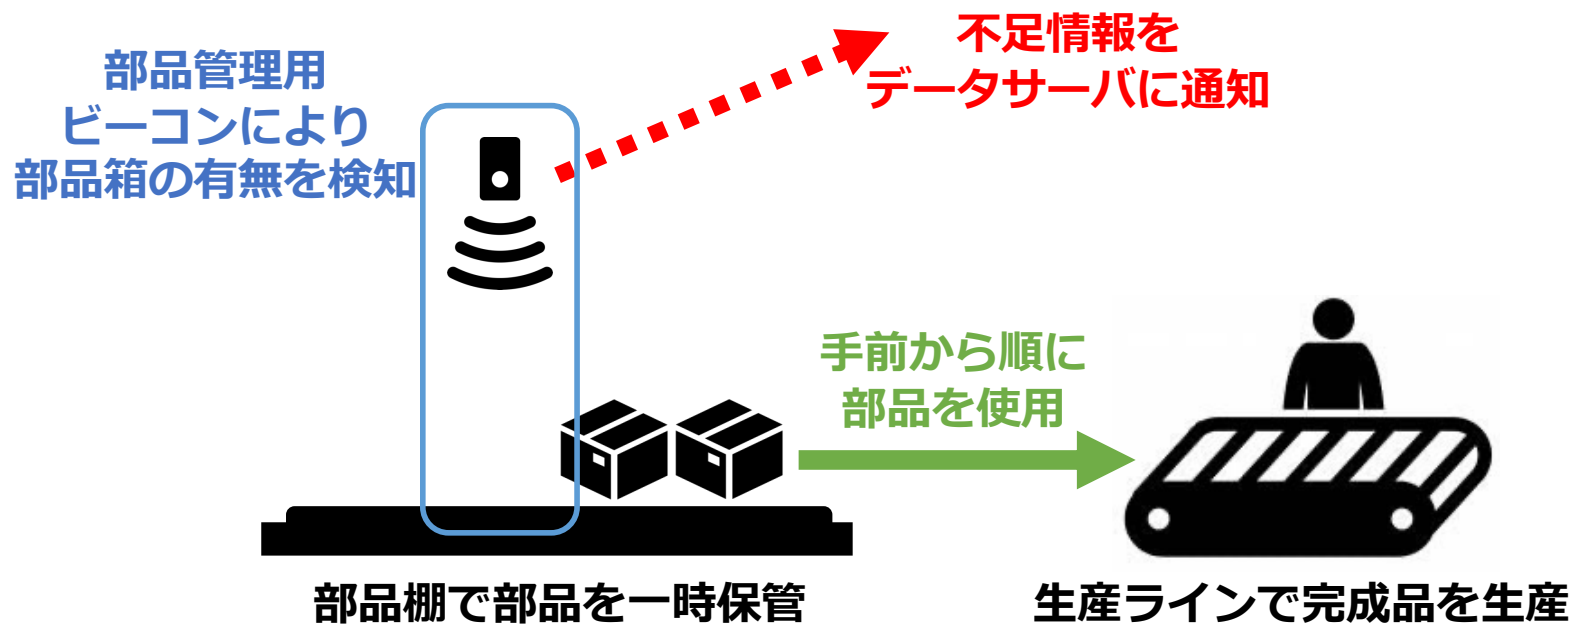 部品管理用
ビーコンにより
部品箱の有無を検知
不足情報を
データサーバに通知
手前から順に
部品を使用
部品棚で部品を一時保管
生産ラインで完成品を生産